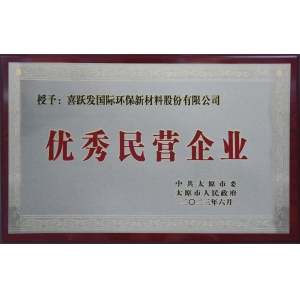 授予：喜跃发国际环保新材料股份有限公司
优秀民营企业
中共太原市委
太原市人民政府
二〇二三年六月